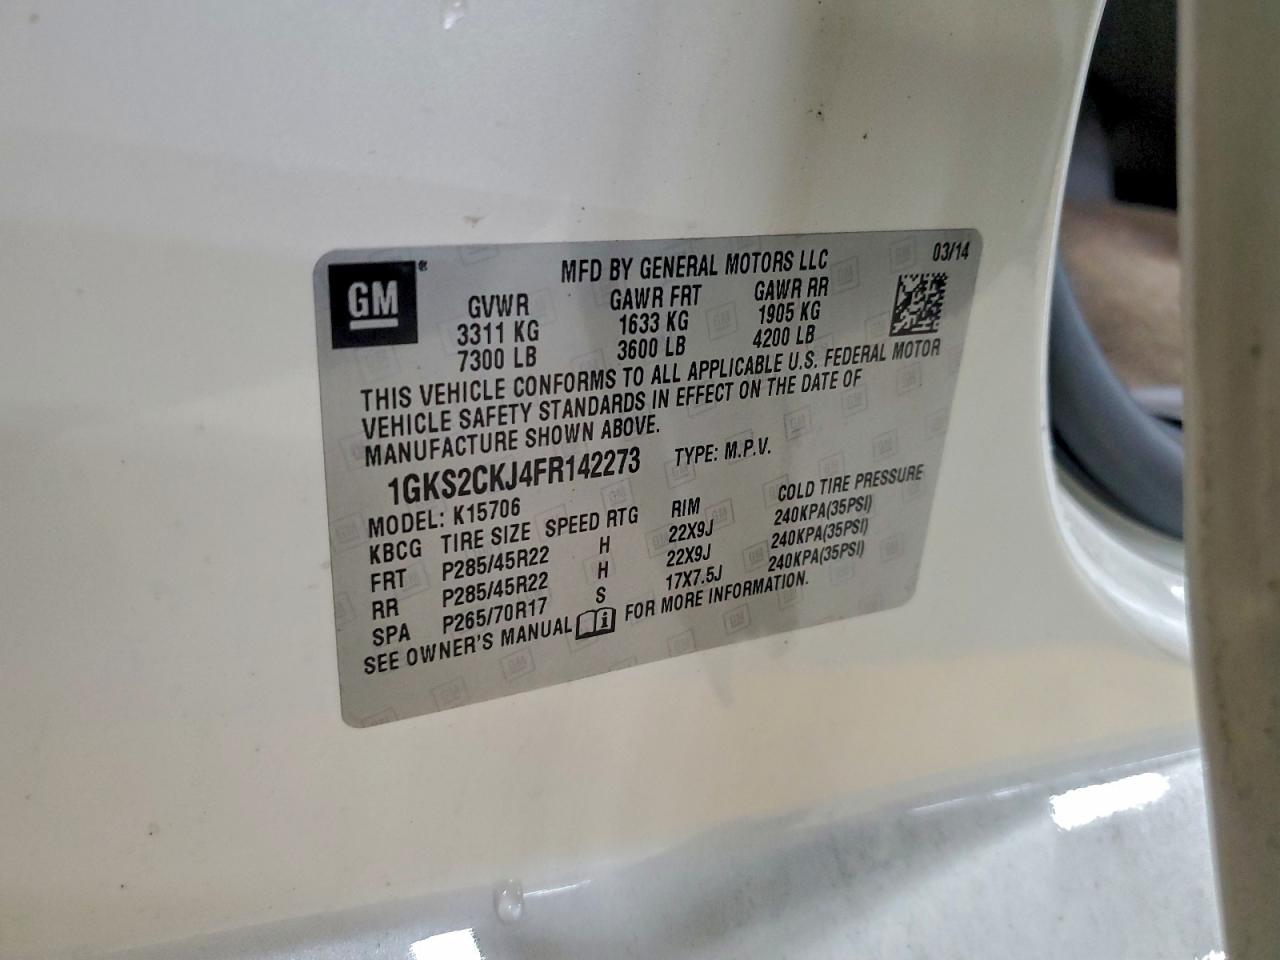 GM®
MFD BY GENERAL MOTORS LLC
03/14
GVWR GAWR FRT GAWR RR
3311 KG 1633 KG 1905 KG
7300 LB 3600 LB 4200 LB
THIS VEHICLE CONFORMS TO ALL APPLICABLE U.S. FEDERAL MOTOR
VEHICLE SAFETY STANDARDS IN EFFECT ON THE DATE OF
MANUFACTURE SHOWN ABOVE.
1GKS2CKJ4FR142273 TYPE: M.P.V.
MODEL: K15706
KBCG TIRE SIZE SPEED RTG RIM COLD TIRE PRESSURE
FRT P285/45R22 H 22X9J 240KPA(35PSI)
RR P285/45R22 H 22X9J 240KPA(35PSI)
SPA P265/70R17 S 17X7.5J 240KPA(35PSI)
SEE OWNER'S MANUAL FOR MORE INFORMATION.